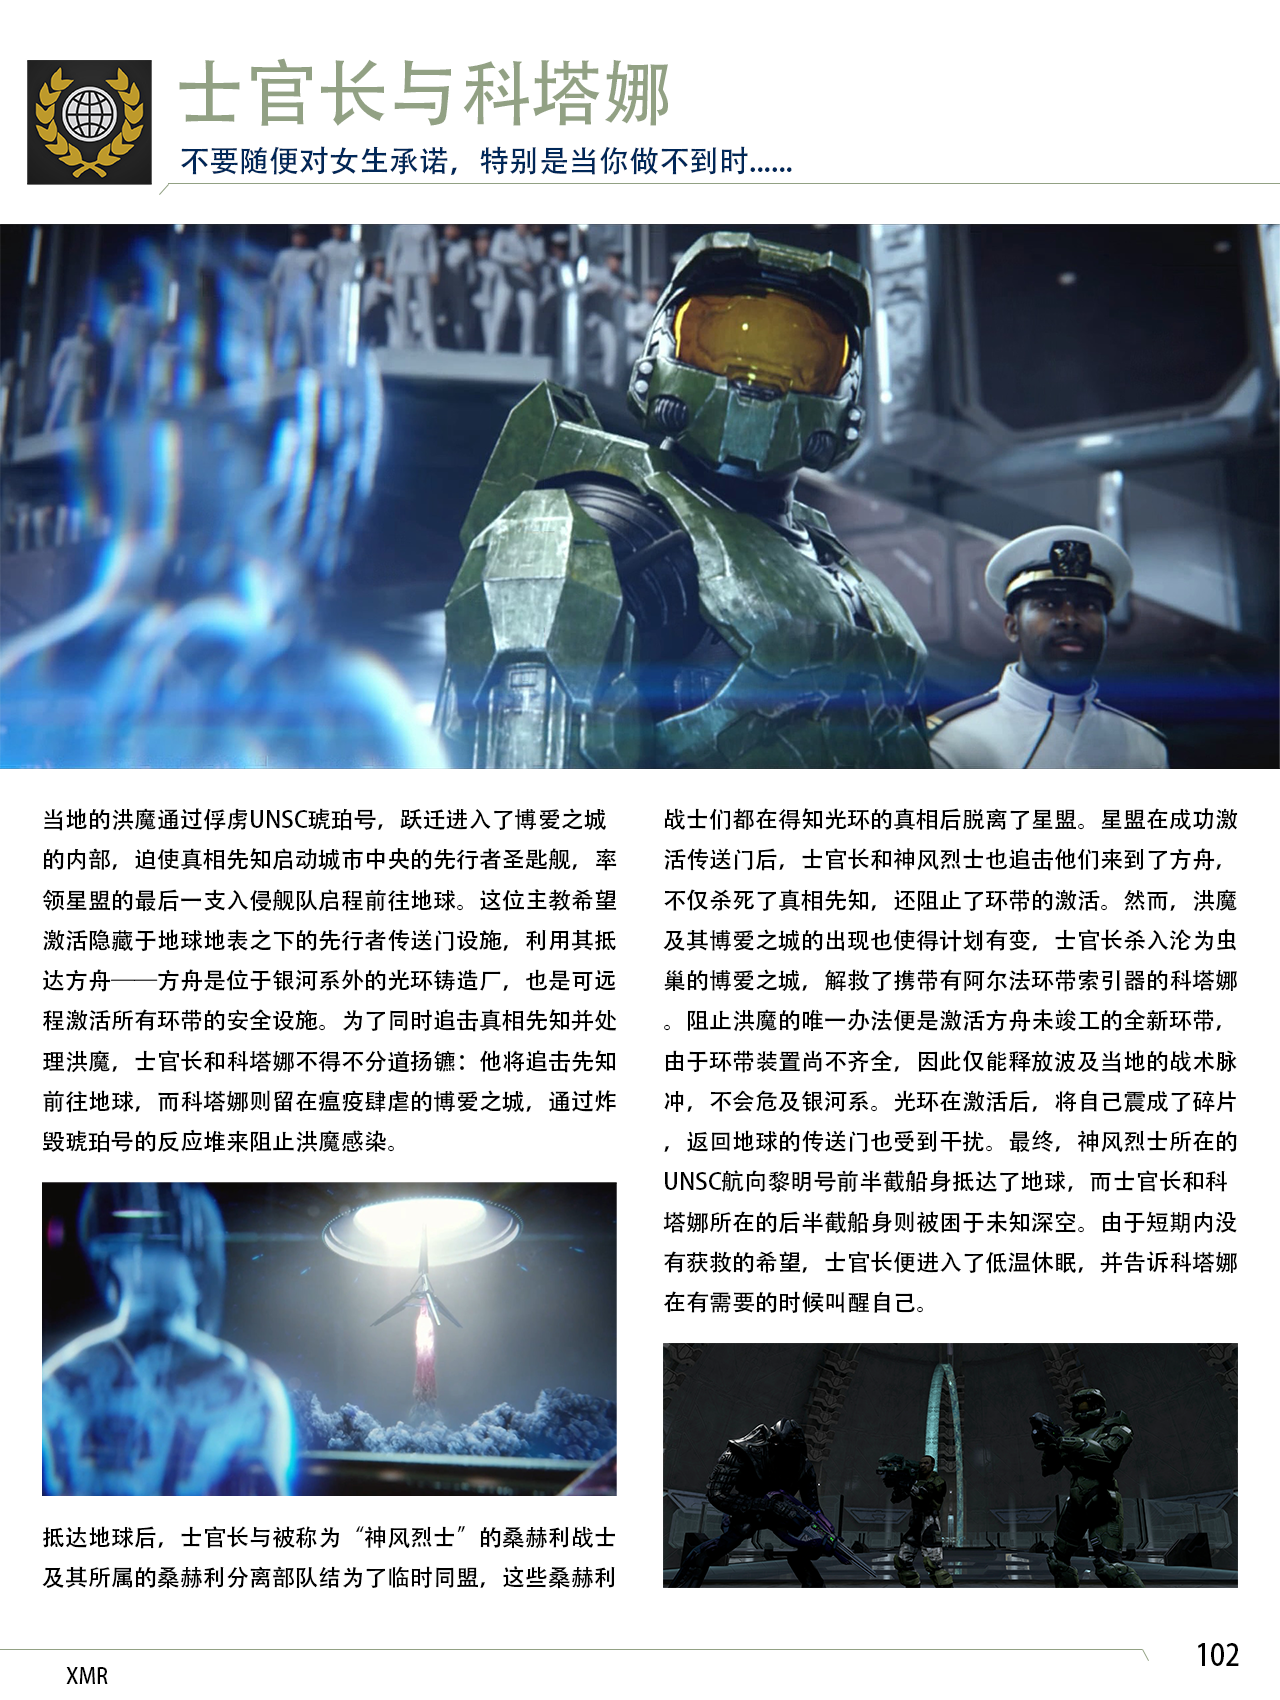 士官长与科塔娜
不要随便对女生承诺，特别是当你做不到时......
当地的洪魔通过俘虏UNSC琥珀号，跃迁进入了博爱之城
的内部，迫使真相先知启动城市中央的先行者圣匙舰，率
领星盟的最后一支入侵舰队启程前往地球。这位主教希望
激活隐藏于地球地表之下的先行者传送门设施，利用其抵
达方舟——方舟是位于银河系外的光环铸造厂，也是可远
程激活所有环带的安全设施。为了同时追击真相先知并处
理洪魔，士官长和科塔娜不得不分道扬镳：他将追击先知
前往地球，而科塔娜则留在瘟疫肆虐的博爱之城，通过炸
毁琥珀号的反应堆来阻止洪魔感染。
抵达地球后，士官长与被称为“神风烈士”的桑赫利战士
及其所属的桑赫利分离部队结为了临时同盟，这些桑赫利
战士们都在得知光环的真相后脱离了星盟。星盟在成功激
活传送门后，士官长和神风烈士也追击他们来到了方舟，
不仅杀死了真相先知，还阻止了环带的激活。然而，洪魔
及其博爱之城的出现也使得计划有变，士官长杀入沦为虫
巢的博爱之城，解救了携带有阿尔法环带索引器的科塔娜
。阻止洪魔的唯一办法便是激活方舟未竣工的全新环带，
由于环带装置尚不齐全，因此仅能释放波及当地的战术脉
冲，不会危及银河系。光环在激活后，将自己震成了碎片
，返回地球的传送门也受到干扰。最终，神风烈士所在的
UNSC航向黎明号前半截船身抵达了地球，而士官长和科
塔娜所在的后半截船身则被困于未知深空。由于短期内没
有获救的希望，士官长便进入了低温休眠，并告诉科塔娜
在有需要的时候叫醒自己。
XMR
102